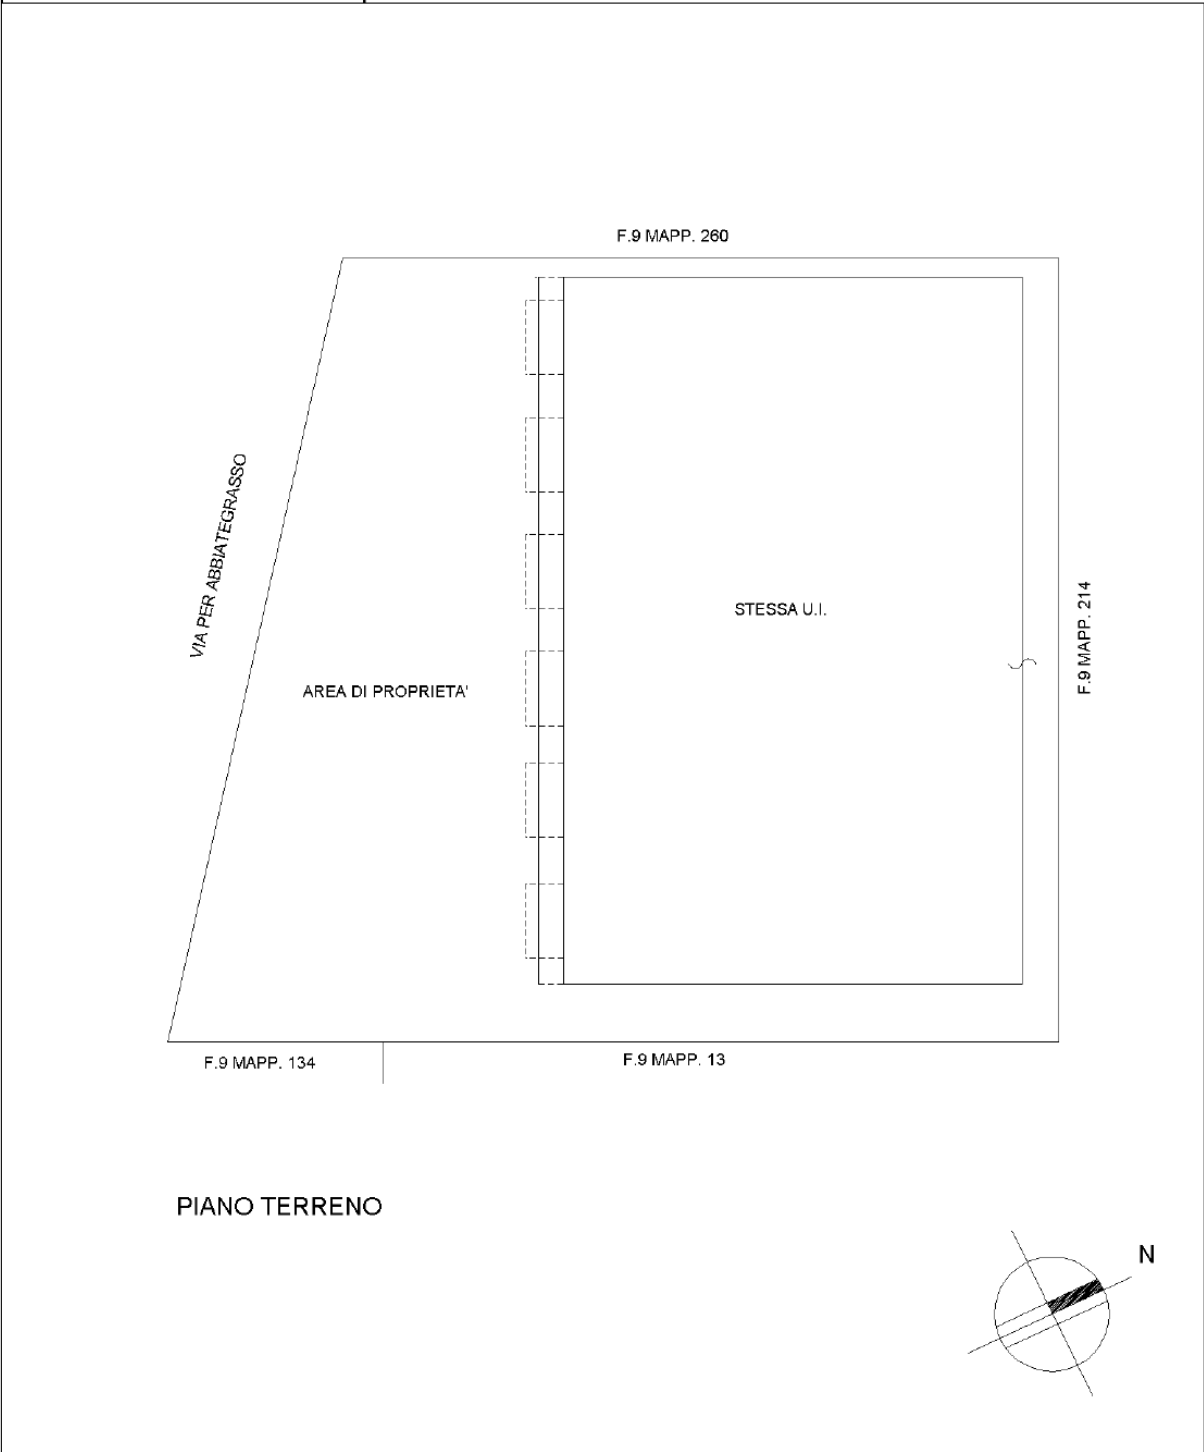 F.9 MAPP. 260
VIA PER ABBIATEGRASSO
STESSA U.I.
F.9 MAPP. 214
AREA DI PROPRIETA'
F.9 MAPP. 134
F.9 MAPP. 13
PIANO TERRENO
N